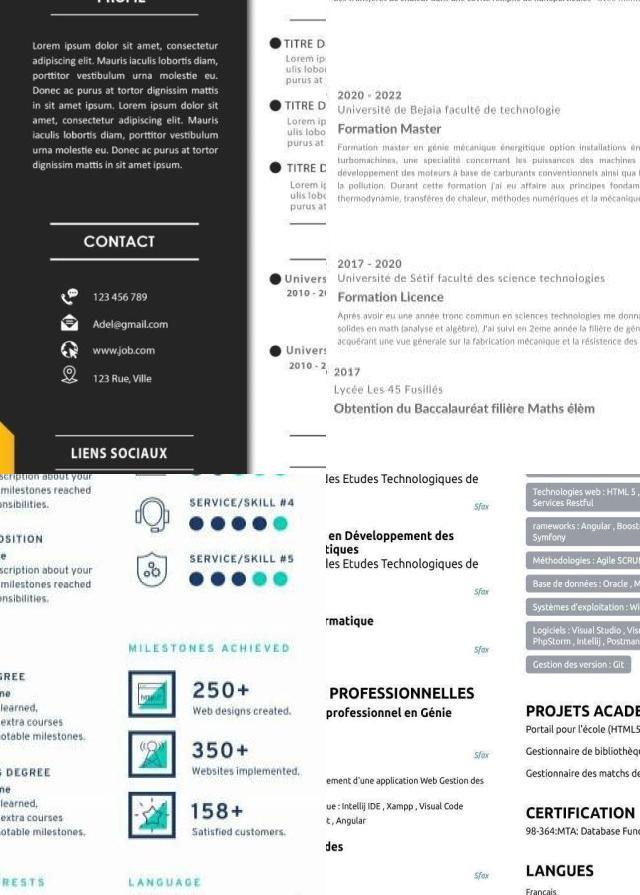 PROFIL
Lorem ipsum dolor sit amet, consectetur
adipiscing elit. Mauris iaculis lobortis diam,
porttitor vestibulum urna molestie eu.
Donec ac purus at tortor dignissim mattis
in sit amet ipsum. Lorem ipsum dolor sit
amet, consectetur adipiscing elit. Mauris
iaculis lobortis diam, porttitor vestibulum
urna molestie eu. Donec ac purus at tortor
dignissim mattis in sit amet ipsum.
CONTACT
123 456 789
Adel@gmail.com
www.job.com
123 Rue, Ville
LIENS SOCIAUX
TITRE D
Lorem ip
ulis lobo
purus at
TITRE D
Lorem ip
ulis lobo
purus at
TITRE D
Lorem ip
ulis lob
purus at
Univers
2010 - 20
Univers
2010 - 2
2020 - 2022
Université de Bejaia faculté de technologie
Formation Master
Formation master en génie mécanique énergitique option installations én
turbomachines, une specialité concernant les puissances des machines
développement des moteurs à base de carburants conventionnels ainsi que l
la pollution. Durant cette formation j'ai eu affaire aux principes fondam
thermodynamie, transféres de chaleur, méthodes numériques et la mécanique
2017 - 2020
Université de Sétif faculté des science technologies
Formation Licence
Après avoir eu une année tronc commun en sciences technologies me donna
solides en math (analyse et algèbre), J'ai suivi en 2eme année la filière de gén
acquérant une vue génerale sur la fabrication mécanique et la résistence des
2017
Lycée Les 45 Fusillés
Obtention du Baccalauréat filière Maths élèm
scription about your
milestones reached
onsibilities.
OSITION
e
scription about your
milestones reached
nsibilities.
GREE
ne
learned,
extra courses
otable milestones.
S DEGREE
me
learned,
extra courses
otable milestones.
RESTS
SERVICE/SKILL #4
SERVICE/SKILL #5
MILESTONES ACHIEVED
250+
Web designs created.
350+
Websites implemented.
158+
Satisfied customers.
LANGUAGE
les Etudes Technologiques de
Sfax
en Développement des
tiques
les Etudes Technologiques de
Sfax
rmatique
Sfax
PROFESSIONNELLES
professionnel en Génie
Sfax
ement d'une application Web Gestion des
ue : Intellij IDE , Xampp , Visual Code
t , Angular
des
Sfax
Technologies web : HTML 5 ,
Services Restful
rameworks : Angular , Boost
Symfony
Méthodologies : Agile SCRU
Base de données : Oracle , M
Systèmes d'exploitation : Wi
Logiciels : Visual Studio , Vis
PhpStorm , Intellij , Postman
Gestion des version : Git
PROJETS ACADE
Portail pour l'école (HTML5
Gestionnaire de bibliothèqu
Gestionnaire des matchs de
CERTIFICATION
98-364:MTA: Database Fund
LANGUES
Français